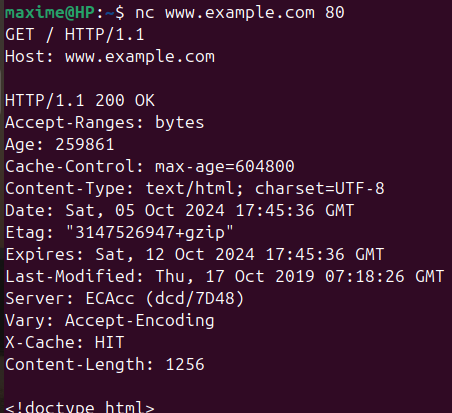 maxime@HP:~$ nc www.example.com 80
GET / HTTP/1.1
Host: www.example.com
HTTP/1.1 200 OK
Accept-Ranges: bytes
Age: 259861
Cache-Control: max-age=604800
Content-Type: text/html; charset=UTF-8
Date: Sat, 05 Oct 2024 17:45:36 GMT
Etag: "3147526947+gzip"
Expires: Sat, 12 Oct 2024 17:45:36 GMT
Last-Modified: Thu, 17 Oct 2019 07:18:26 GMT
Server: ECAcc (dcd/7D48)
Vary: Accept-Encoding
X-Cache: HIT
Content-Length: 1256
<!doctype html>